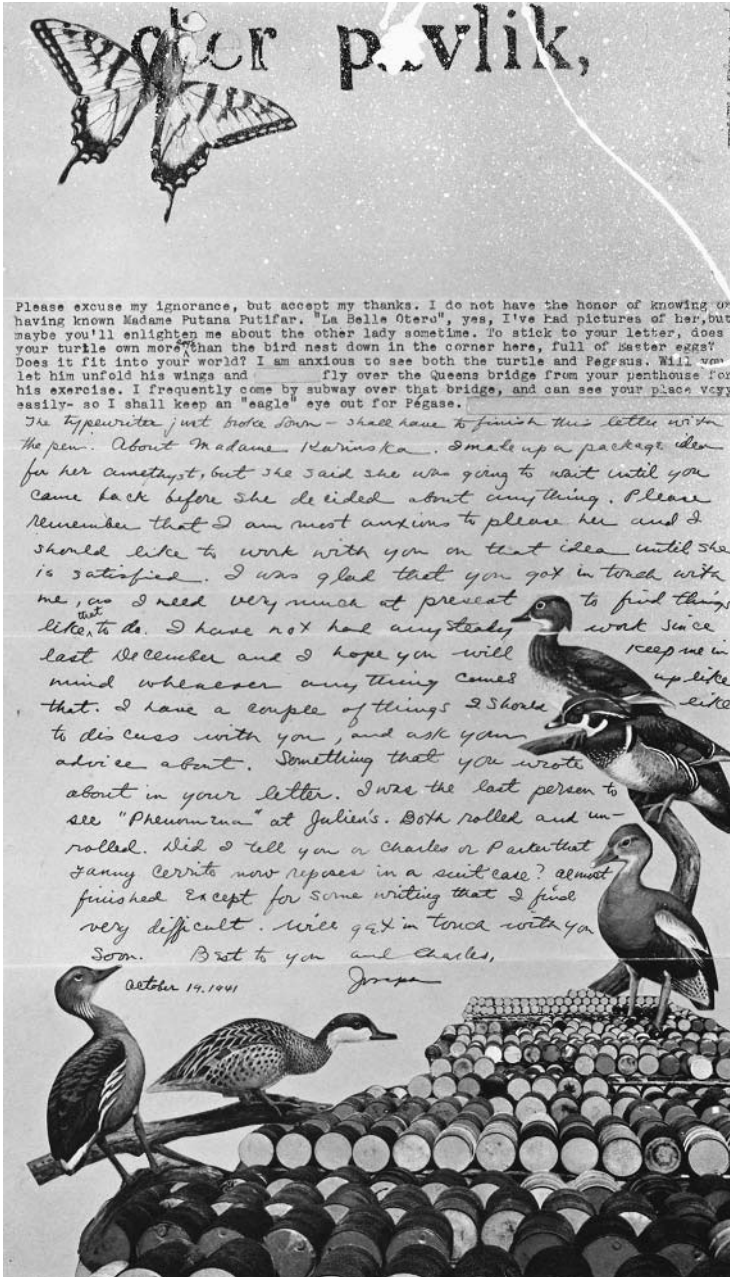 cher pavlik,
Please excuse my ignorance, but accept my thanks. I do not have the honor of knowing or
having known Madame Putana Putifar. "La Belle Otero", yes, I've had pictures of her, but
maybe you'll enlighten me about the other lady sometime. To stick to your letter, does
your turtle own more than the bird nest down in the corner here, full of Easter eggs?
Does it fit into your world? I am anxious to see both the turtle and Pegraus. Will you
let him unfold his wings and fly over the Queens bridge from your penthouse for
his exercise. I frequently come by subway over that bridge, and can see your place veyy
easily- so I shall keep an "eagle" eye out for Pégase.
The typewriter just broke down – shall have to finish this letter with
the pen. About Madame Karinska. I made up a package idea
for her amethyst, but she said she was going to wait until you
came back before she decided about anything. Please
remember that I am most anxious to please her and I
should like to work with you on that idea until she
is satisfied. I was glad that you got in touch with
me, as I need very much at present to find things
like that to do. I have not had any steady work since
last December and I hope you will keep me in
mind whenever anything comes up like
that. I have a couple of things I should like
to discuss with you, and ask your
advice about. Something that you wrote
about in your letter. I was the last person to
see "Phenomena" at Julien's. Both rolled and un-
rolled. Did I tell you or Charles or Parker that
Fanny Cerrito now reposes in a suit case? almost
finished Except for some writing that I find
very difficult. Will get in touch with you
soon. Best to you and Charles,
October 19, 1941 Joseph